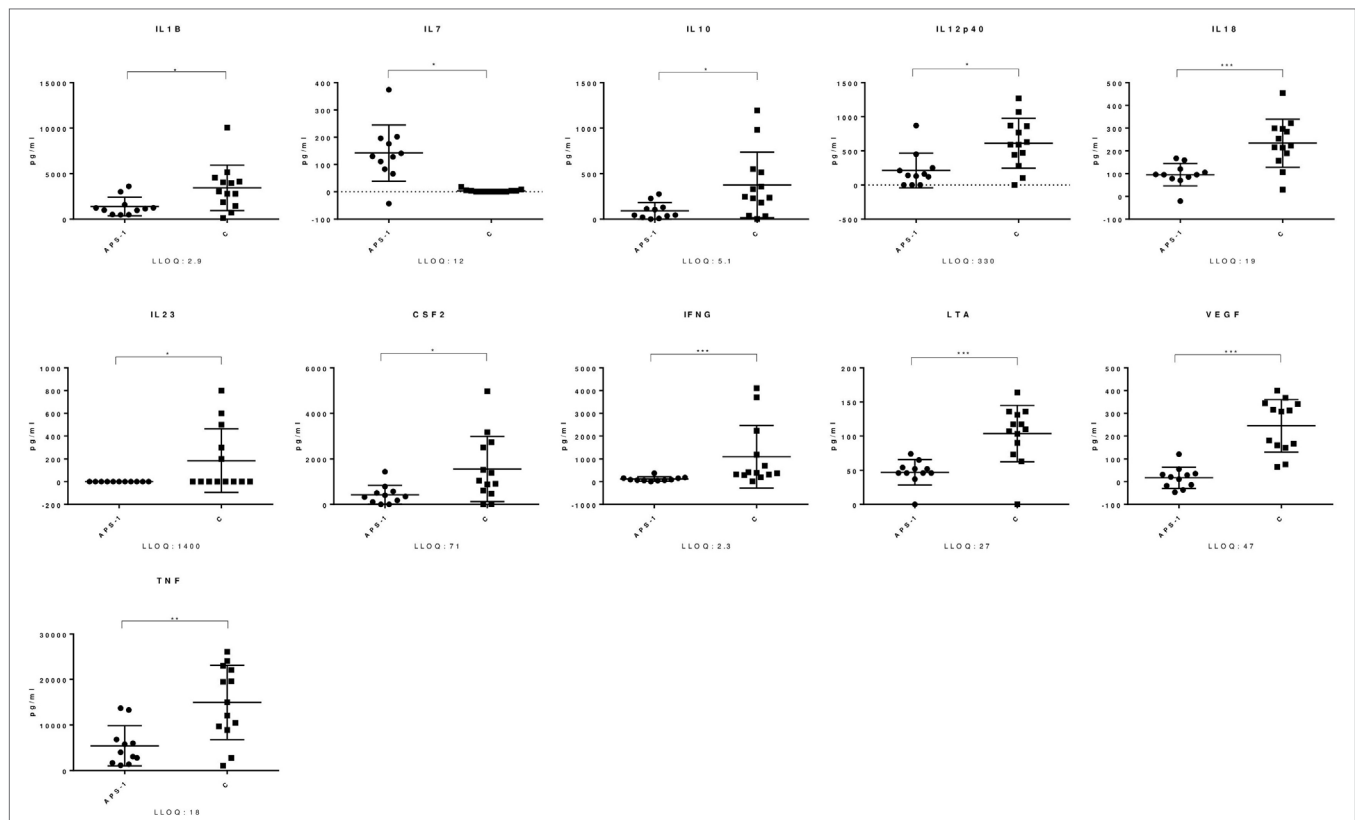 IL1B
*
15000
10000
5000
0
pg/ml
APS-1
C
LLOQ:2.9
IL7
*
400
300
200
100
0
-100
pg/ml
APS-1
C
LLOQ:12
IL10
*
1500
1000
500
0
pg/ml
APS-1
C
LLOQ:5.1
IL12p40
*
1500
1000
500
0
-500
pg/ml
APS-1
C
LLOQ:330
IL18
***
500
400
300
200
100
0
-100
pg/ml
APS-1
C
LLOQ:19
IL23
*
1000
800
600
400
200
0
-200
pg/ml
APS-1
C
LLOQ:1400
CSF2
*
6000
4000
2000
0
pg/ml
APS-1
C
LLOQ:71
IFNG
***
5000
4000
3000
2000
1000
0
-1000
pg/ml
APS-1
C
LLOQ:2.3
LTA
***
200
150
100
50
0
pg/ml
APS-1
C
LLOQ:27
VEGF
***
500
400
300
200
100
0
-100
pg/ml
APS-1
C
LLOQ:47
TNF
**
30000
20000
10000
0
pg/ml
APS-1
C
LLOQ:18